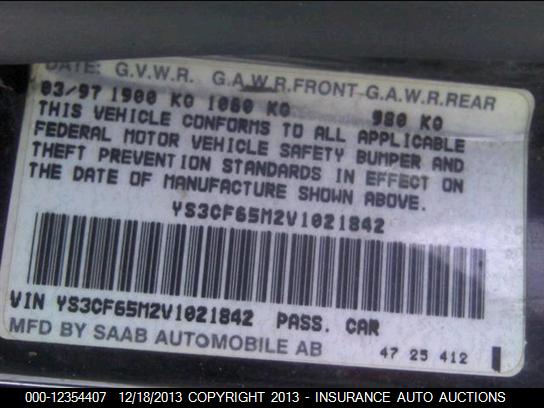 DATE: G.V.W.R. G.A.W.R.FRONT G.A.W.R.REAR
03/97 1900 KG 1060 KG 980 KG
THIS VEHICLE CONFORMS TO ALL APPLICABLE
FEDERAL MOTOR VEHICLE SAFETY BUMPER AND
THEFT PREVENTION STANDARDS IN EFFECT ON
THE DATE OF MANUFACTURE SHOWN ABOVE.
YS3CF65M2V1021842
VIN YS3CF65M2V1021842 PASS. CAR
MFD BY SAAB AUTOMOBILE AB 47 25 412
000-12354407 12/18/2013 COPYRIGHT 2013 - INSURANCE AUTO AUCTIONS